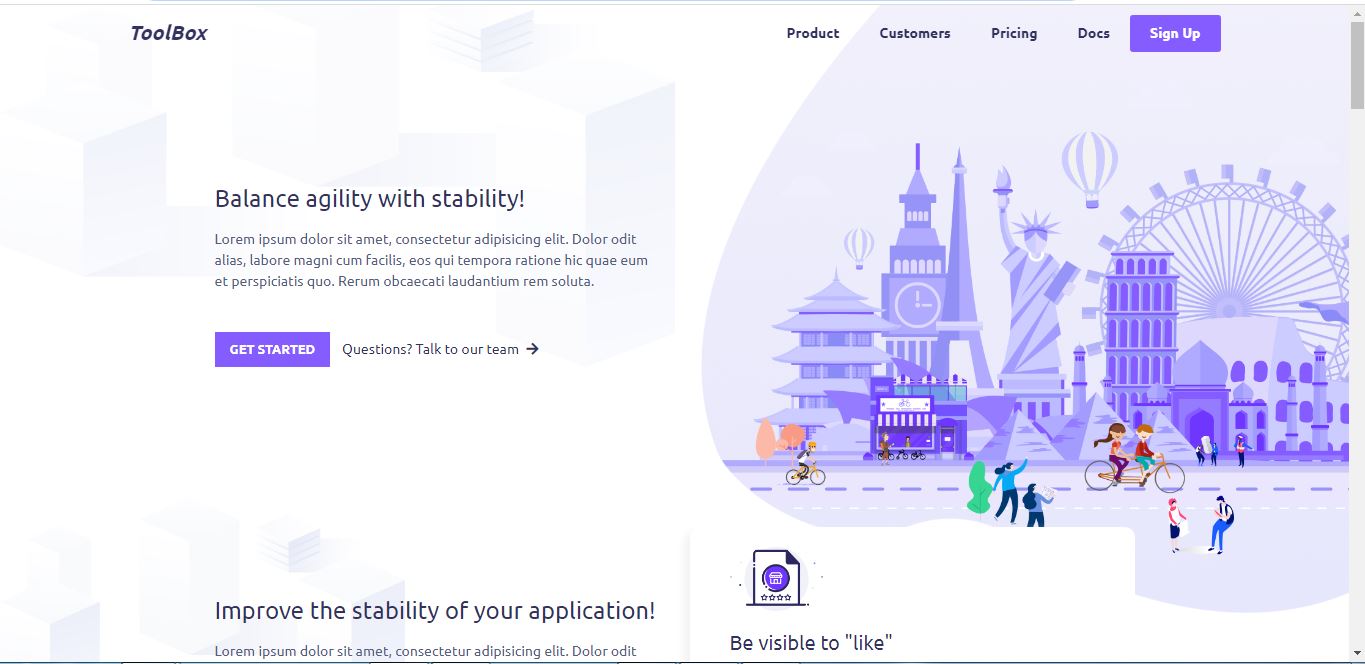 ToolBox
Product Customers Pricing Docs Sign Up
Balance agility with stability!
Lorem ipsum dolor sit amet, consectetur adipisicing elit. Dolor odit
alias, labore magni cum facilis, eos qui tempora ratione hic quae eum
et perspiciatis quo. Rerum obcaecati laudantium rem soluta.
GET STARTED Questions? Talk to our team →
Improve the stability of your application!
Lorem ipsum dolor sit amet, consectetur adipisicing elit. Dolor odit
Be visible to "like"